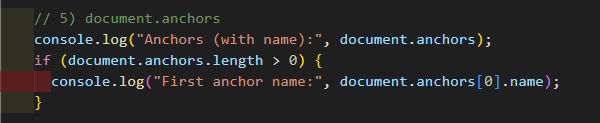 // 5) document.anchors
console.log("Anchors (with name):", document.anchors);
if (document.anchors.length > 0) {
console.log("First anchor name:", document.anchors[0].name);
}